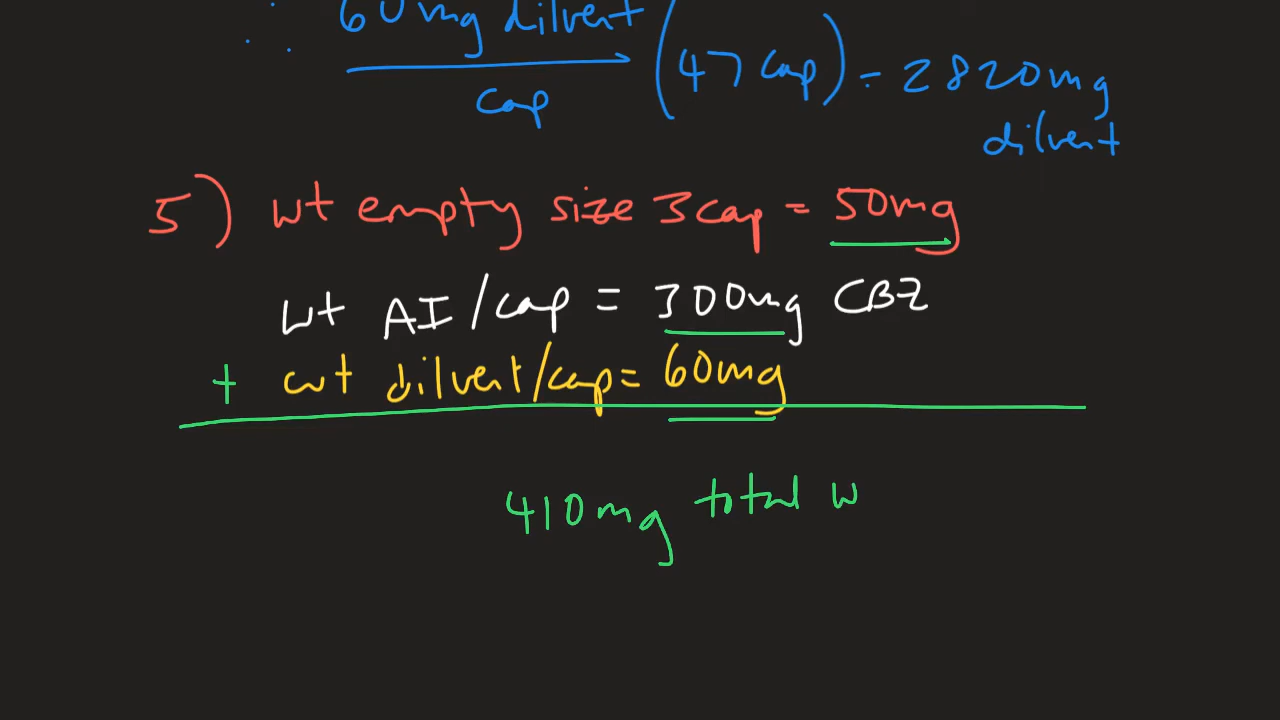 ∴ 60mg diluent
cap (47 cap) = 2820mg
diluent
5) wt empty size 3 cap = 50mg
wt AI/cap = 300mg CBZ
+ wt diluent/cap = 60mg
410mg total w